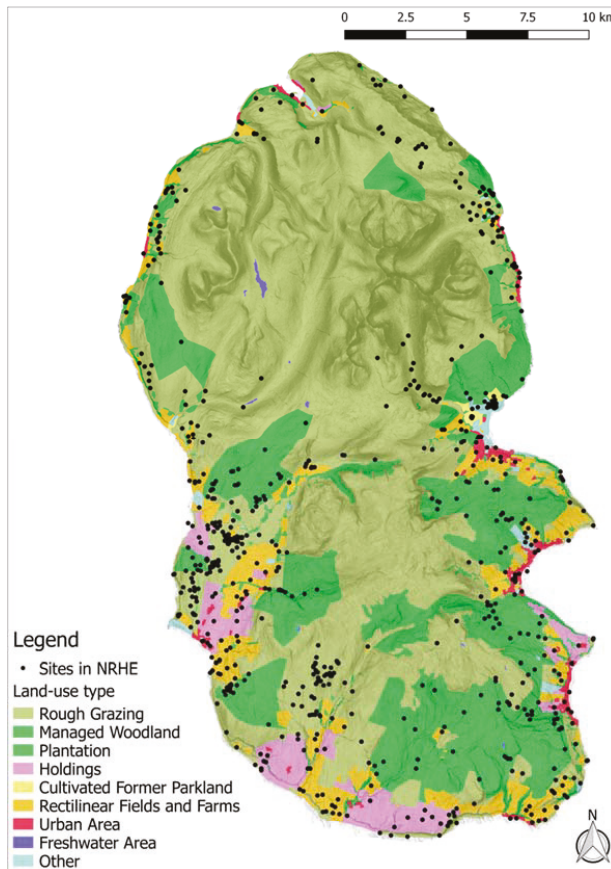 0 2.5 5 7.5 10 km
Legend
Sites in NRHE
Land-use type
Rough Grazing
Managed Woodland
Plantation
Holdings
Cultivated Former Parkland
Rectilinear Fields and Farms
Urban Area
Freshwater Area
Other
N